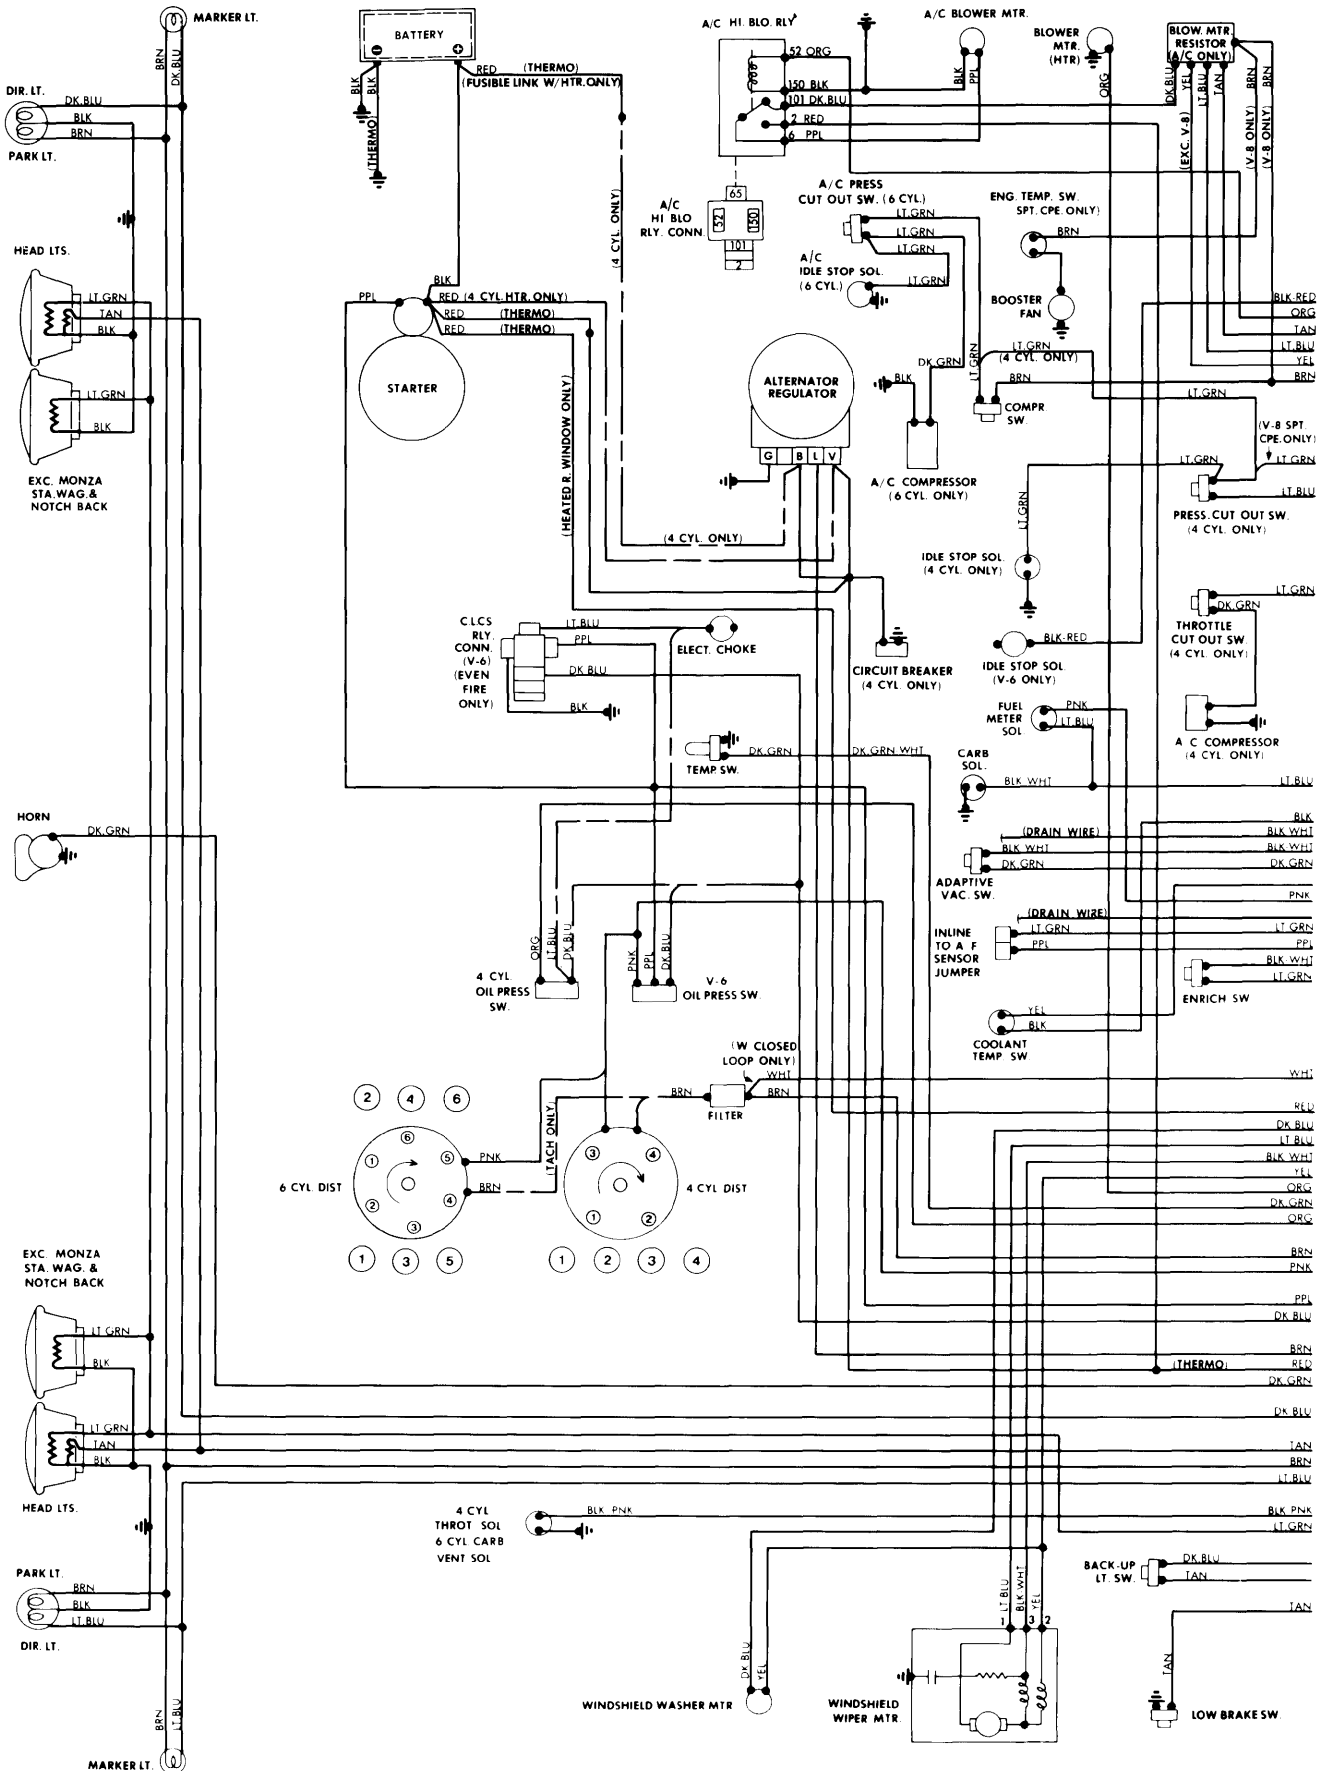 MARKER LT.
BRN
DK.BLU
DIR. LT.
DK.BLU
BLK
BRN
PARK LT.
BATTERY
BLK
BLK
(THERMO)
RED
(THERMO)
(FUSIBLE LINK W/HTR.ONLY)
(4 CYL. ONLY)
A/C HI. BLO. RLY
52 ORG
150 BLK
101 DK.BLU
2 RED
6 PPL
A/C BLOWER MTR.
BLK
PPL
BLOWER
MTR.
(HTR)
ORG
BLOW. MTR.
RESISTOR
(A/C ONLY)
DK.BLU
YEL
LT.BLU
TAN
BRN
BRN
(EXC. V-8)
(V-8 ONLY)
(V-8 ONLY)
A/C
HI BLO
RLY. CONN.
65
52
150
101
2
A/C PRESS
CUT OUT SW. (6 CYL.)
LT.GRN
LT.GRN
LT.GRN
A/C
IDLE STOP SOL.
(6 CYL.)
LT.GRN
ENG. TEMP. SW.
SPT. CPE. ONLY)
BRN
BOOSTER
FAN
BLK-RED
ORG
TAN
LT.BLU
YEL
BRN
HEAD LTS.
LT.GRN
TAN
BLK
LT.GRN
BLK
EXC. MONZA
STA.WAG.&
NOTCH BACK
PPL
BLK
RED (4 CYL.HTR. ONLY)
RED (THERMO)
RED (THERMO)
STARTER
(HEATED R. WINDOW ONLY)
ALTERNATOR
REGULATOR
G
B
L
V
(4 CYL. ONLY)
DK GRN
BLK
A/C COMPRESSOR
(6 CYL. ONLY)
LT.GRN
LT.GRN
(4 CYL. ONLY)
BRN
COMPR.
SW.
LT.GRN
(V-8 SPT.
CPE.ONLY)
LT.GRN
LT GRN
LT.BLU
PRESS. CUT OUT SW.
(4 CYL. ONLY)
LT.GRN
IDLE STOP SOL.
(4 CYL. ONLY)
LT.GRN
DK.GRN
THROTTLE
CUT OUT SW.
(4 CYL. ONLY)
C.L.C.S
RLY.
CONN.
(V-6)
(EVEN
FIRE
ONLY)
LT.BLU
PPL
DK BLU
BLK
ELECT. CHOKE
CIRCUIT BREAKER
(4 CYL. ONLY)
BLK-RED
IDLE STOP SOL.
(V-6 ONLY)
FUEL
METER
SOL.
PNK
LT.BLU
A C COMPRESSOR
(4 CYL. ONLY)
TEMP. SW.
DK.GRN
DK.GRN WHT
CARB
SOL.
BLK WHT
LT.BLU
HORN
DK.GRN
BLK
(DRAIN WIRE)
BLK WHT
BLK WHT
BLK-WHT
DK.GRN
DK.GRN
ADAPTIVE
VAC. SW.
PNK
(DRAIN WIRE)
LT.GRN
LT GRN
PPL
PPL
INLINE
TO A F
SENSOR
JUMPER
BLK-WHT
LT.GRN
ENRICH SW
ORG
LT.BLU
DK BLU
4 CYL.
OIL PRESS
SW.
PNK
PPL
DK.BLU
V-6
OIL PRESS SW.
YEL
BLK
COOLANT
TEMP. SW
(W CLOSED
LOOP ONLY)
WHT
WHT
BRN
BRN
FILTER
2
4
6
6
5
4
3
2
1
PNK
BRN
(TACH ONLY)
6 CYL. DIST
1
3
5
3
4
1
2
4 CYL DIST
1
2
3
4
RED
DK BLU
LT BLU
BLK WHT
YEL
ORG
DK.GRN
ORG
BRN
PNK
PPL
DK BLU
BRN
(THERMO)
RED
DK.GRN
DK BLU
TAN
BRN
LT.BLU
EXC. MONZA
STA. WAG. &
NOTCH BACK
LT GRN
BLK
LT GRN
TAN
BLK
HEAD LTS.
4 CYL
THROT SOL
6 CYL CARB
VENT SOL
BLK PNK
BLK PNK
LT.GRN
PARK LT.
BRN
BLK
LT.BLU
DIR. LT.
BACK-UP
LT. SW.
DK.BLU
TAN
TAN
LT BLU
BLK-WHT
YEL
1
3
2
DK BLU
YEL
WINDSHIELD WASHER MTR
WINDSHIELD
WIPER MTR.
TAN
LOW BRAKE SW.
BRN
LT.BLU
MARKER LT.